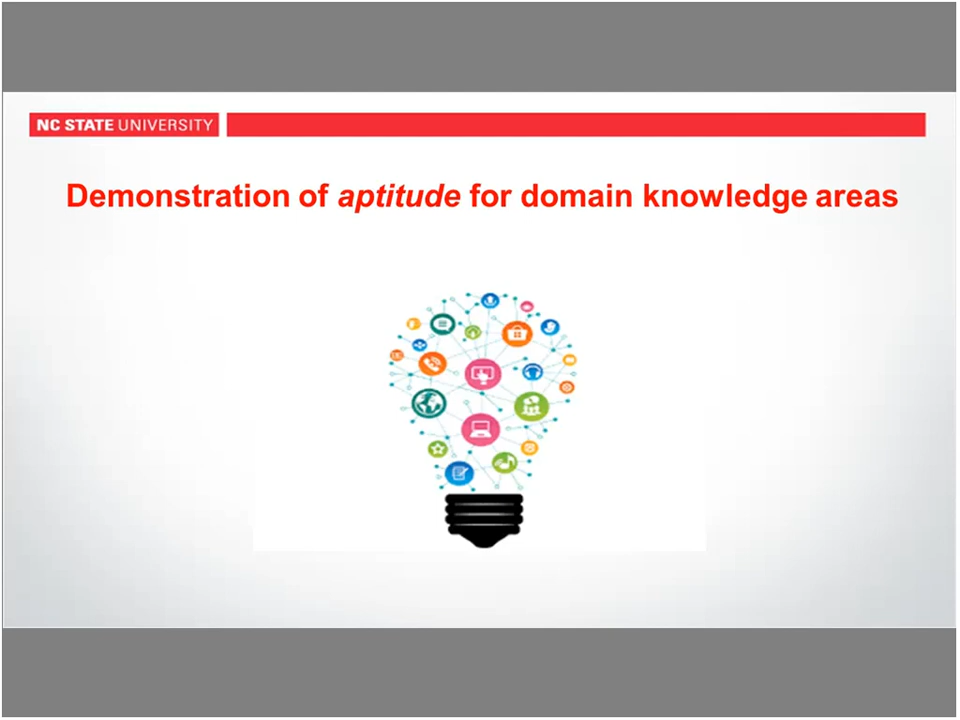 NC STATE UNIVERSITY
Demonstration of aptitude for domain knowledge areas